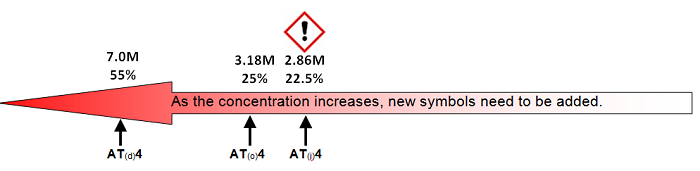 7.0M
55%
3.18M
25%
2.86M
22.5%
As the concentration increases, new symbols need to be added.
AT(d)4
AT(o)4
AT(i)4